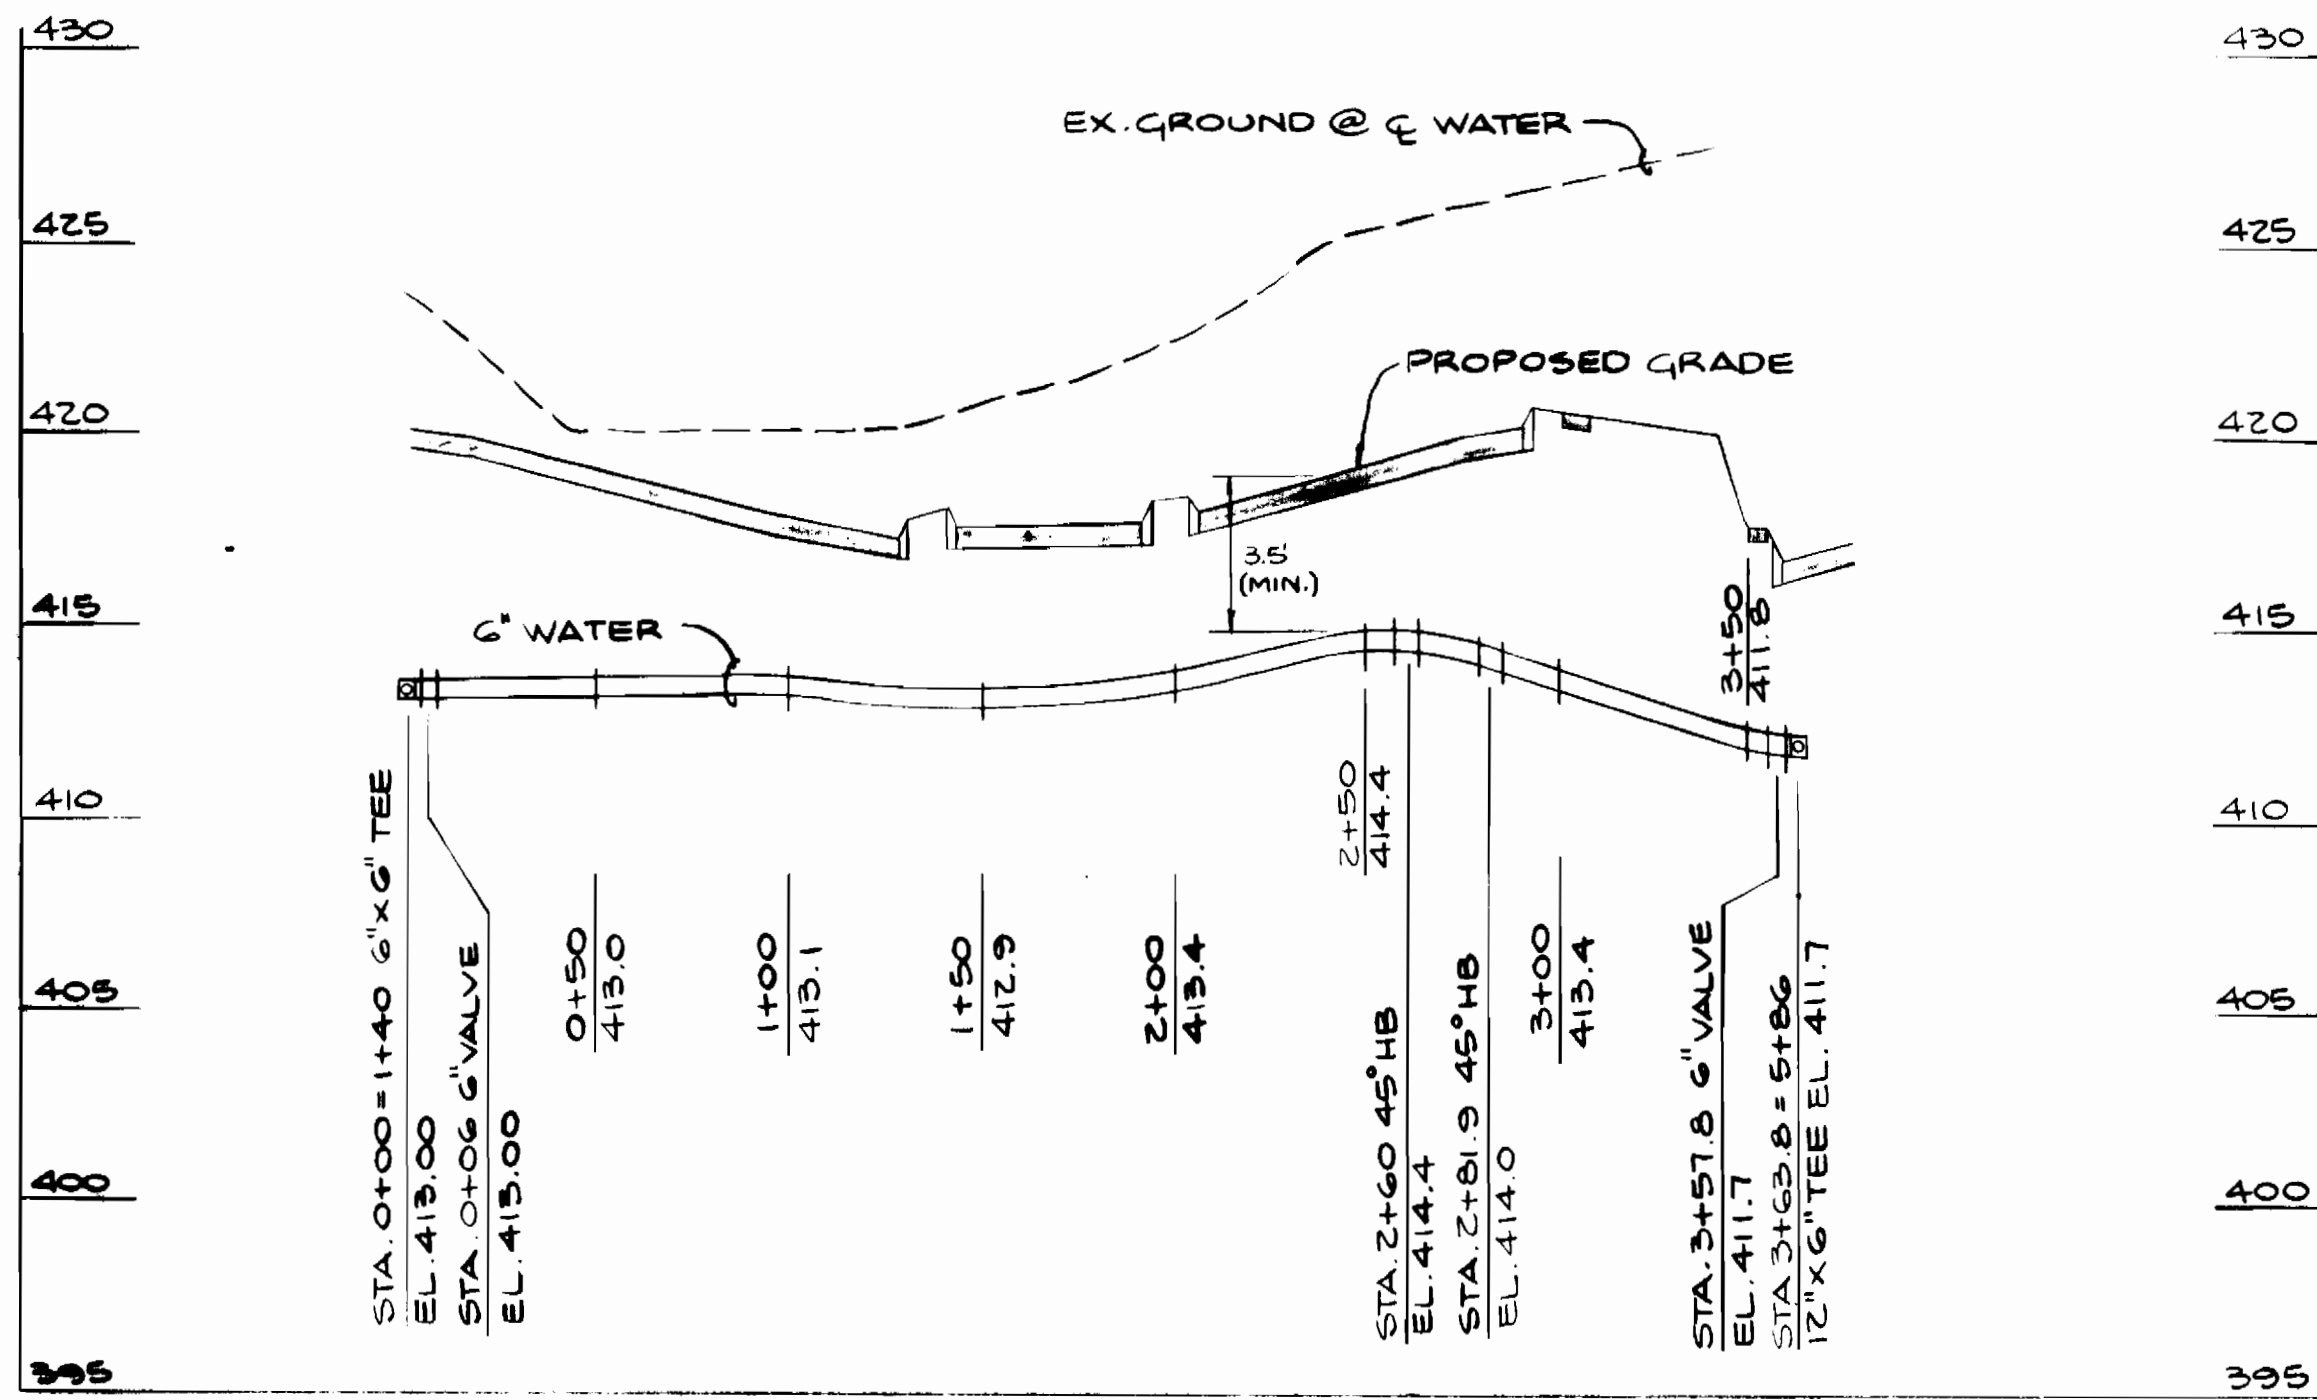 430
430
EX. GROUND @ ℄ WATER
425
425
PROPOSED GRADE
420
420
3.5'
(MIN.)
415
415
6" WATER
3+50
411.8
410
410
2+50
414.4
STA. 0+00=1+40 6"x6" TEE
EL. 413.00
STA. 0+06 6" VALVE
EL. 413.00
0+50
413.0
1+00
413.1
1+50
412.9
2+00
413.4
STA. 2+60 45° HB
EL. 414.4
STA. 2+81.9 45° HB
EL. 414.0
3+00
413.4
STA. 3+57.8 6" VALVE
EL. 411.7
STA 3+63.8 = 5+86
12"x6" TEE EL. 411.7
405
405
400
400
395
395